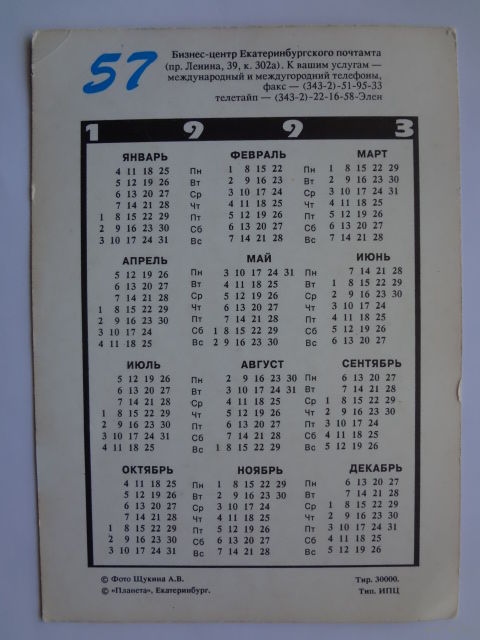 57
Бизнес-центр Екатеринбургского почтамта
(пр. Ленина, 39, к. 302а). К вашим услугам —
международный и междугородний телефоны,
факс — (343-2)-51-95-33
телетайп — (343-2)-22-16-58-Элен
1 9 9 3
ЯНВАРЬ ФЕВРАЛЬ МАРТ
4 11 18 25 Пн 1 8 15 22 Пн 1 8 15 22 29
5 12 19 26 Вт 2 9 16 23 Вт 2 9 16 23 30
6 13 20 27 Ср 3 10 17 24 Ср 3 10 17 24 31
7 14 21 28 Чт 4 11 18 25 Чт 4 11 18 25
1 8 15 22 29 Пт 5 12 19 26 Пт 5 12 19 26
2 9 16 23 30 Сб 6 13 20 27 Сб 6 13 20 27
3 10 17 24 31 Вс 7 14 21 28 Вс 7 14 21 28
АПРЕЛЬ МАЙ ИЮНЬ
5 12 19 26 Пн 3 10 17 24 31 Пн 7 14 21 28
6 13 20 27 Вт 4 11 18 25 Вт 1 8 15 22 29
7 14 21 28 Ср 5 12 19 26 Ср 2 9 16 23 30
1 8 15 22 29 Чт 6 13 20 27 Чт 3 10 17 24
2 9 16 23 30 Пт 7 14 21 28 Пт 4 11 18 25
3 10 17 24 Сб 1 8 15 22 29 Сб 5 12 19 26
4 11 18 25 Вс 2 9 16 23 30 Вс 6 13 20 27
ИЮЛЬ АВГУСТ СЕНТЯБРЬ
5 12 19 26 Пн 2 9 16 23 30 Пн 6 13 20 27
6 13 20 27 Вт 3 10 17 24 31 Вт 7 14 21 28
7 14 21 28 Ср 4 11 18 25 Ср 1 8 15 22 29
1 8 15 22 29 Чт 5 12 19 26 Чт 2 9 16 23 30
2 9 16 23 30 Пт 6 13 20 27 Пт 3 10 17 24
3 10 17 24 31 Сб 7 14 21 28 Сб 4 11 18 25
4 11 18 25 Вс 1 8 15 22 29 Вс 5 12 19 26
ОКТЯБРЬ НОЯБРЬ ДЕКАБРЬ
4 11 18 25 Пн 1 8 15 22 29 Пн 6 13 20 27
5 12 19 26 Вт 2 9 16 23 30 Вт 7 14 21 28
6 13 20 27 Ср 3 10 17 24 Ср 1 8 15 22 29
7 14 21 28 Чт 4 11 18 25 Чт 2 9 16 23 30
1 8 15 22 29 Пт 5 12 19 26 Пт 3 10 17 24 31
2 9 16 23 30 Сб 6 13 20 27 Сб 4 11 18 25
3 10 17 24 31 Вс 7 14 21 28 Вс 5 12 19 26
© Фото Щукина А.В. Тир. 30000.
© «Планета». Екатеринбург. Тип. ИПЦ